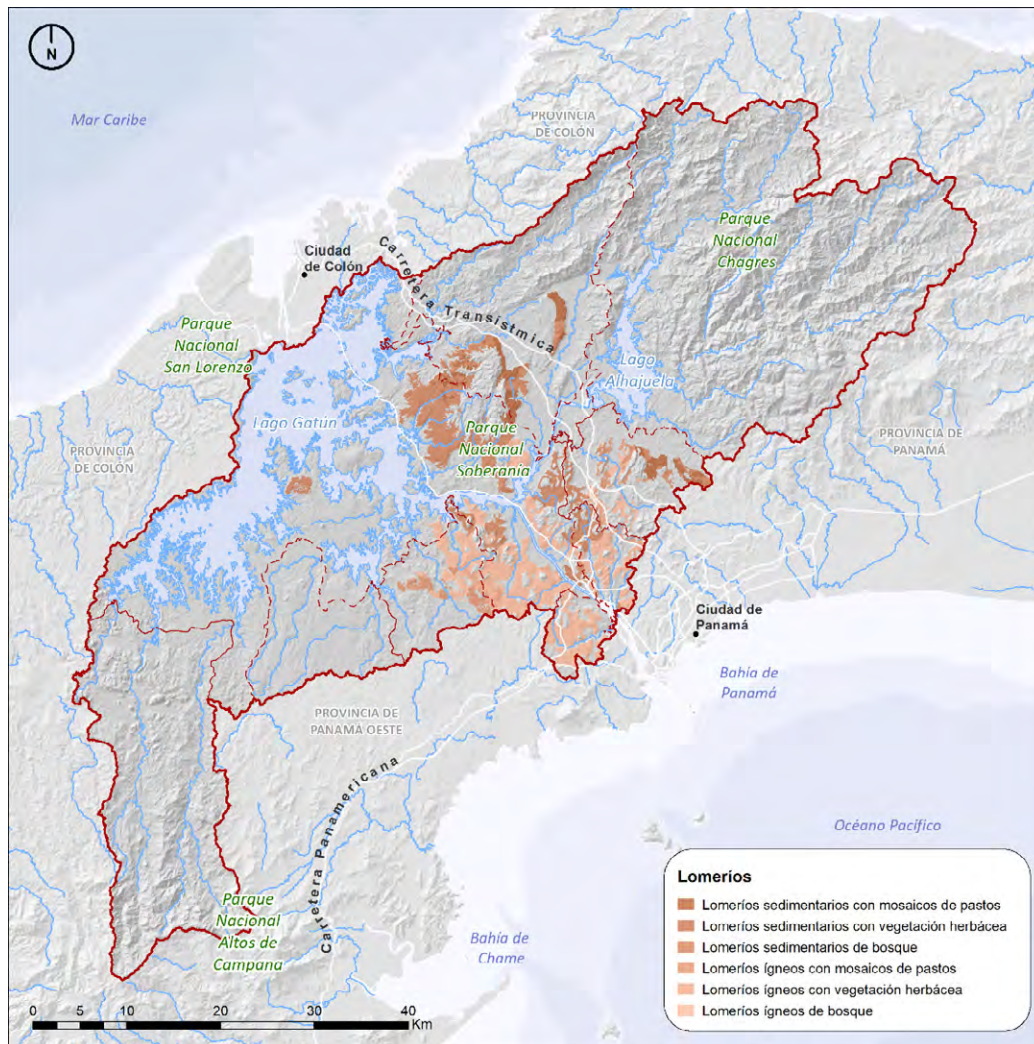 N
Mar Caribe
PROVINCIA
DE COLÓN
Parque
Nacional
Chagres
Ciudad
de Colón
Carretera Transístmica
Parque
Nacional
San Lorenzo
Lago
Alhajuela
Lago Gatún
PROVINCIA
DE COLÓN
Parque
Nacional
Soberanía
PROVINCIA DE
PANAMÁ
Ciudad de
Panamá
Bahía de
Panamá
PROVINCIA DE
PANAMÁ OESTE
Carretera Panamericana
Océano Pacífico
Parque
Nacional
Altos de
Campana
Bahía de
Chame
Lomeríos
Lomeríos sedimentarios con mosaicos de pastos
Lomeríos sedimentarios con vegetación herbácea
Lomeríos sedimentarios de bosque
Lomeríos ígneos con mosaicos de pastos
Lomeríos ígneos con vegetación herbácea
Lomeríos ígneos de bosque
0 5 10 20 30 40
Km